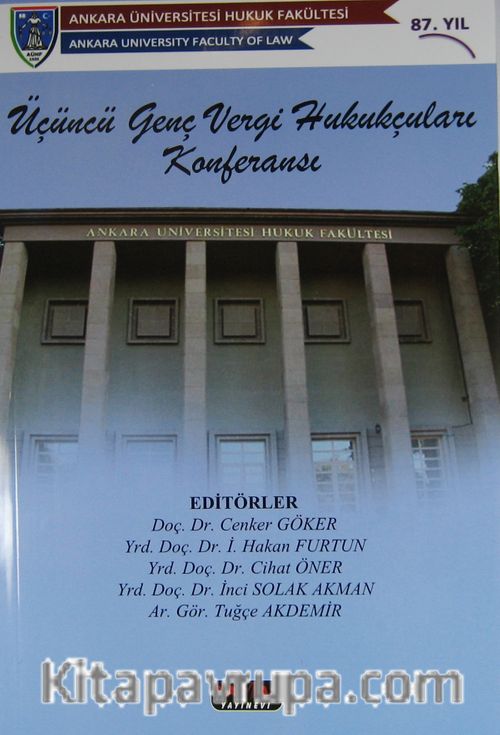 ANKARA ÜNİVERSİTESİ HUKUK FAKÜLTESİ
ANKARA UNIVERSITY FACULTY OF LAW
87. YIL
AÜHF
1925
Üçüncü Genç Vergi Hukukçuları
Konferansı
ANKARA ÜNİVERSİTESİ HUKUK FAKÜLTESİ
EDİTÖRLER
Doç. Dr. Cenker GÖKER
Yrd. Doç. Dr. İ. Hakan FURTUN
Yrd. Doç. Dr. Cihat ÖNER
Yrd. Doç. Dr. İnci SOLAK AKMAN
Ar. Gör. Tuğçe AKDEMİR
Kitapavrupa.com
YAYINEVİ